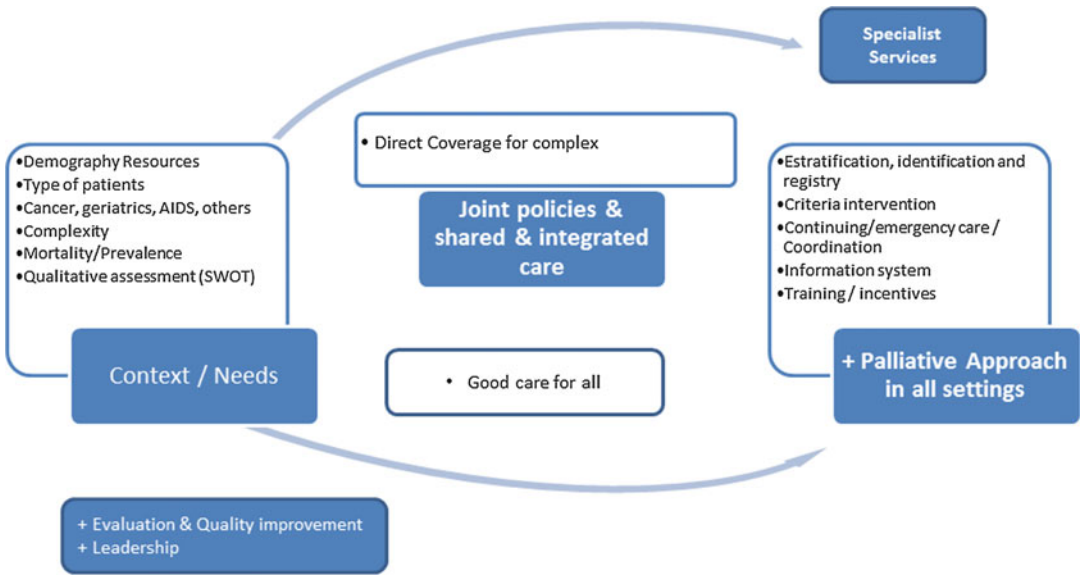 Specialist
Services
• Direct Coverage for complex
Joint policies &
shared & integrated
care
•Demography Resources
•Type of patients
•Cancer, geriatrics, AIDS, others
•Complexity
•Mortality/Prevalence
•Qualitative assessment (SWOT)
Context / Needs
• Good care for all
•Estratification, identification and
registry
•Criteria intervention
•Continuing/emergency care /
Coordination
•Information system
•Training / incentives
+ Palliative Approach
in all settings
+ Evaluation & Quality improvement
+ Leadership